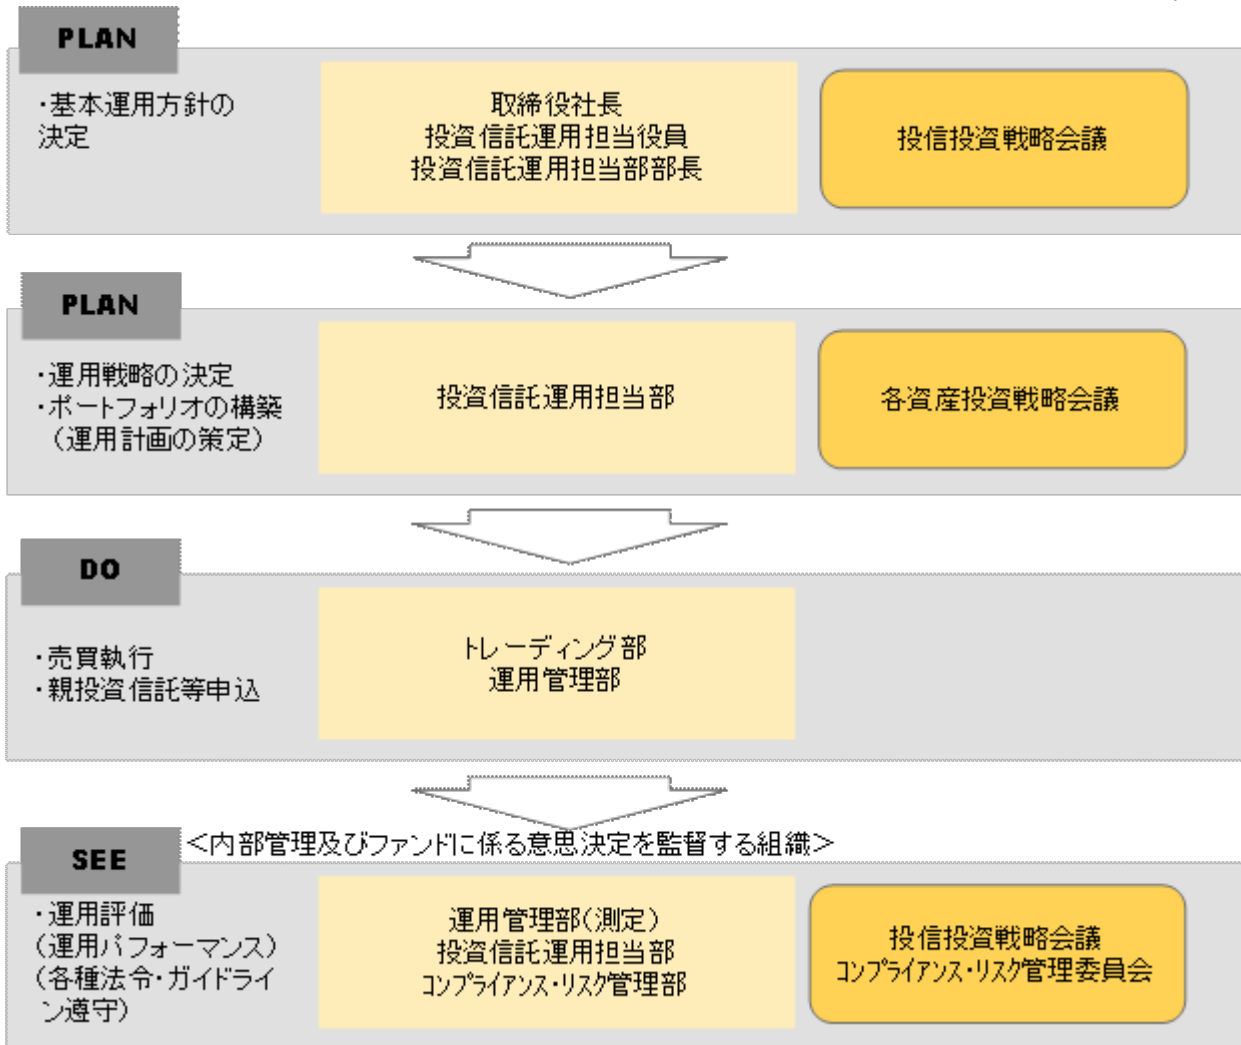 PLAN
・基本運用方針の
決定
取締役社長
投資信託運用担当役員
投資信託運用担当部部長
投信投資戦略会議
PLAN
・運用戦略の決定
・ポートフォリオの構築
（運用計画の策定）
投資信託運用担当部
各資産投資戦略会議
DO
・売買執行
・親投資信託等申込
トレーディング部
運用管理部
＜内部管理及びファンドに係る意思決定を監督する組織＞
SEE
・運用評価
（運用パフォーマンス）
（各種法令・ガイドライ
ン遵守）
運用管理部（測定）
投資信託運用担当部
コンプライアンス・リスク管理部
投信投資戦略会議
コンプライアンス・リスク管理委員会